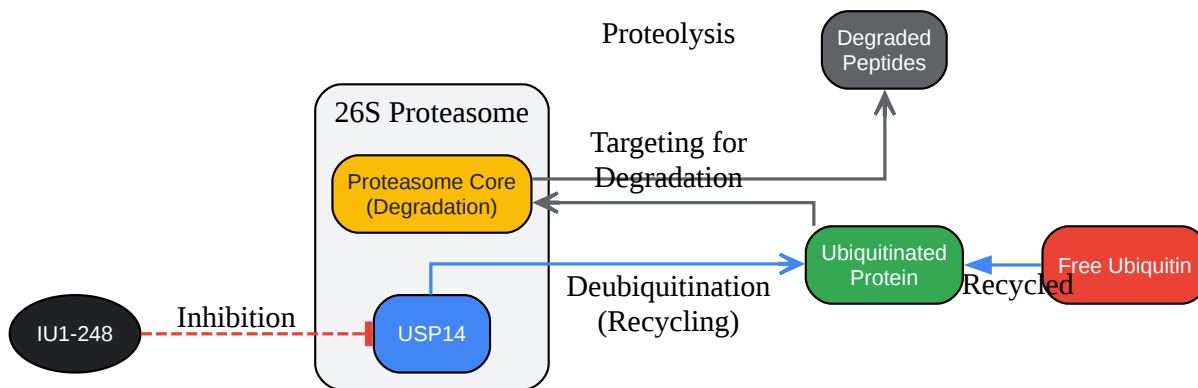 Proteolysis
Degraded
Peptides
26S Proteasome
Targeting for
Degradation
Proteasome Core
(Degradation)
Ubiquitinated
Protein
Free Ubiquitin
Recycled
Deubiquitination
(Recycling)
IU1-248
Inhibition
USP14